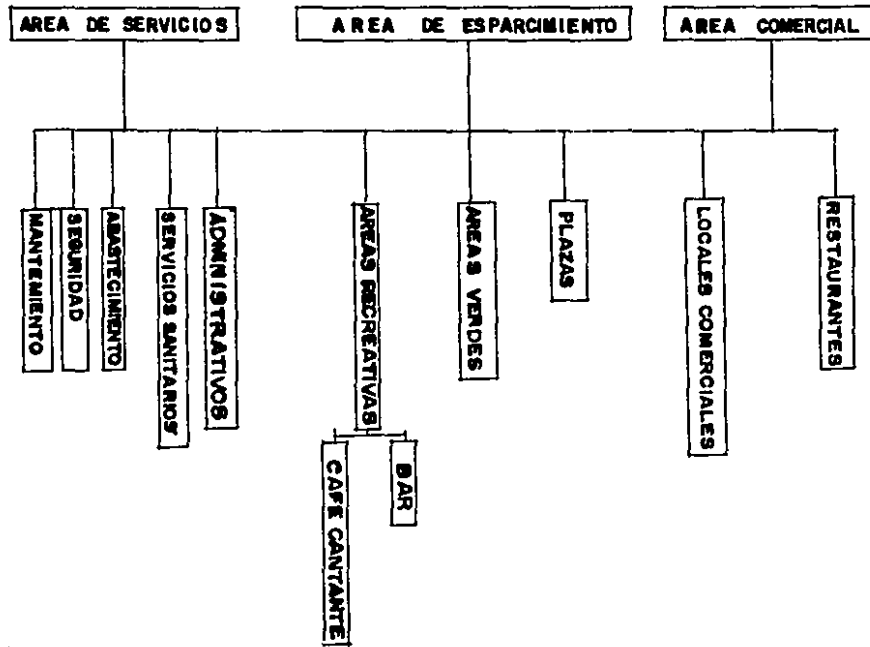 AREA DE SERVICIOS
AREA DE ESPARCIMIENTO
AREA COMERCIAL
MANTEMIENTO
SEGURIDAD
ABASTECIMIENTO
SERVICIOS SANITARIOS
ADMINISTRATIVOS
AREAS RECREATIVAS
AREAS VERDES
PLAZAS
LOCALES COMERCIALES
RESTAURANTES
CAFE CANTANTE
BAR